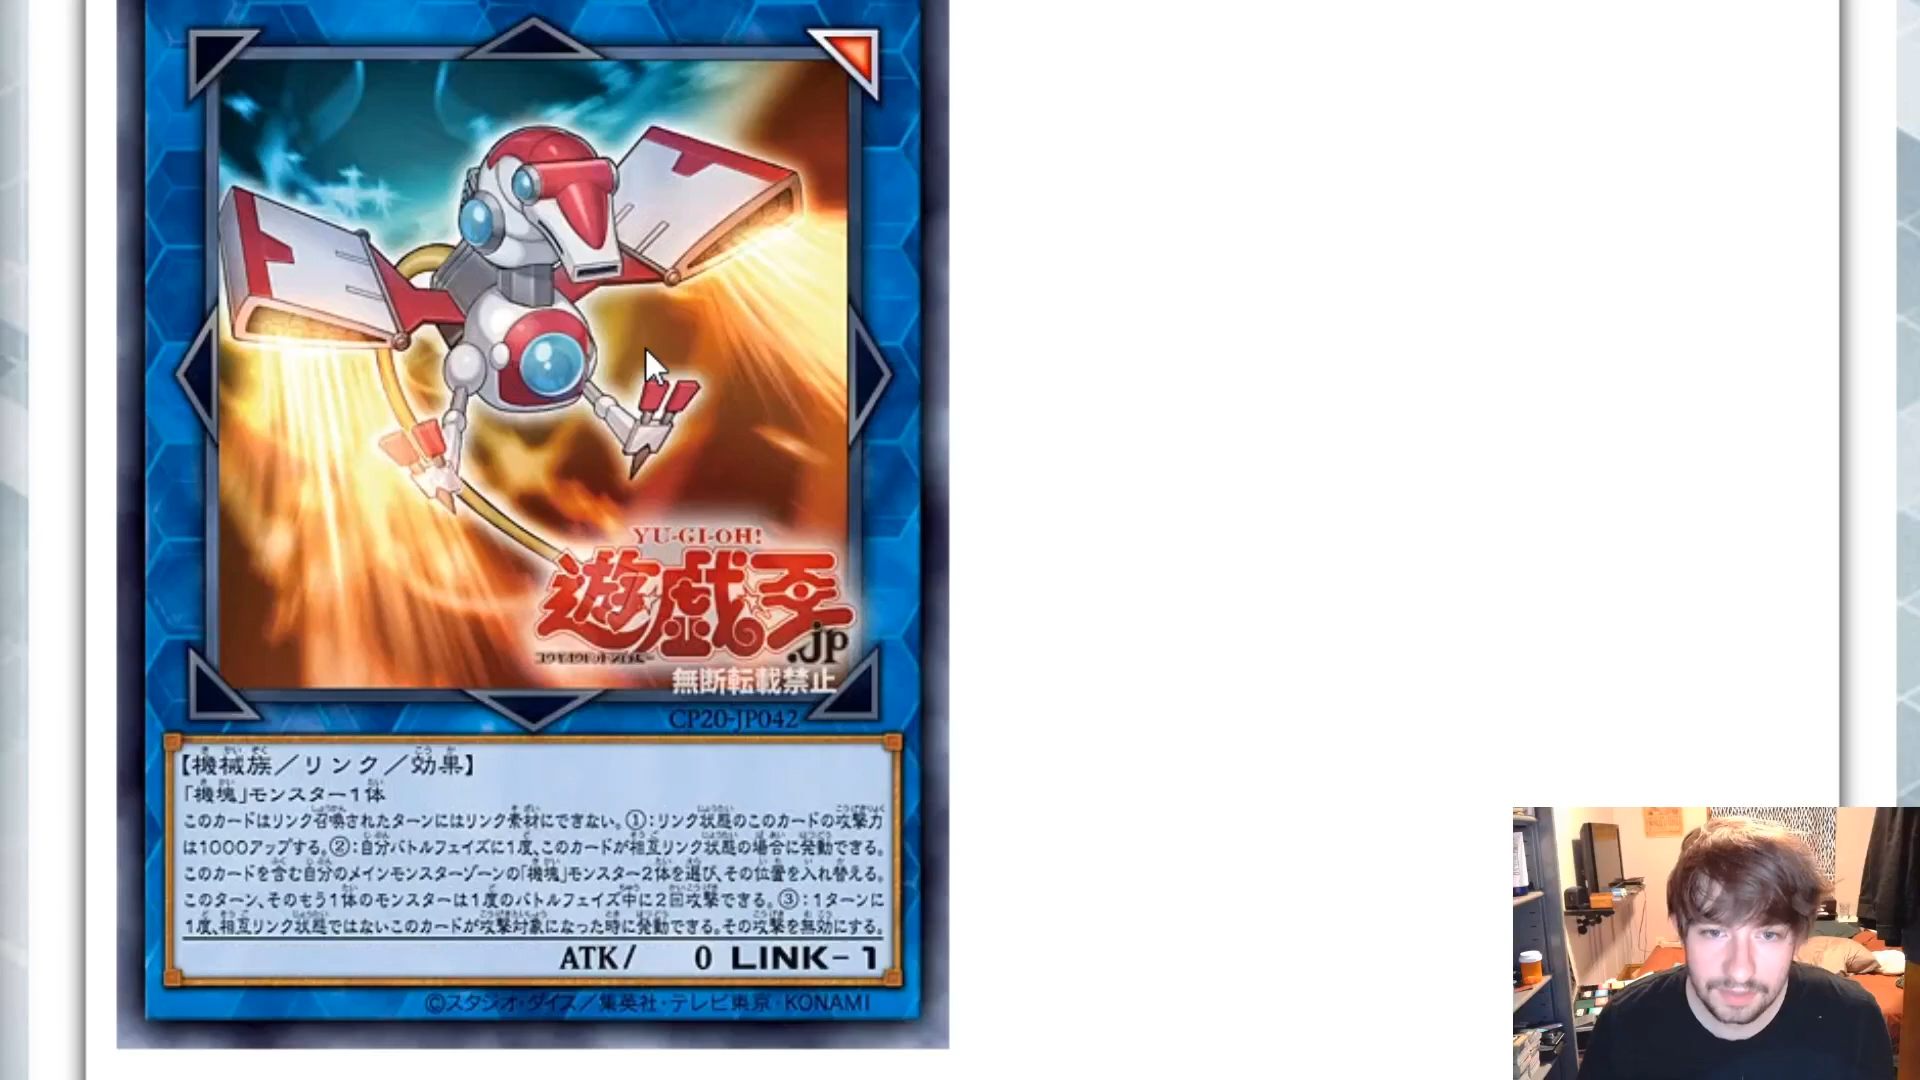 YU-GI-OH!
遊戯王
.jp
無断転載禁止
CP20-JP042
【機械族／リンク／効果】
「機塊」モンスター1体
このカードはリンク召喚されたターンにはリンク素材にできない。①:リンク状態のこのカードの攻撃力
は1000アップする。②:自分バトルフェイズに1度、このカードが相互リンク状態の場合に発動できる。
このカードを含む自分のメインモンスターゾーンの「機塊」モンスター2体を選び、その位置を入れ替える。
このターン、そのもう1体のモンスターは1度のバトルフェイズ中に2回攻撃できる。③:1ターンに
1度、相互リンク状態ではないこのカードが攻撃対象になった時に発動できる。その攻撃を無効にする。
ATK/ 0 LINK-1
©スタジオ・ダイス／集英社・テレビ東京・KONAMI